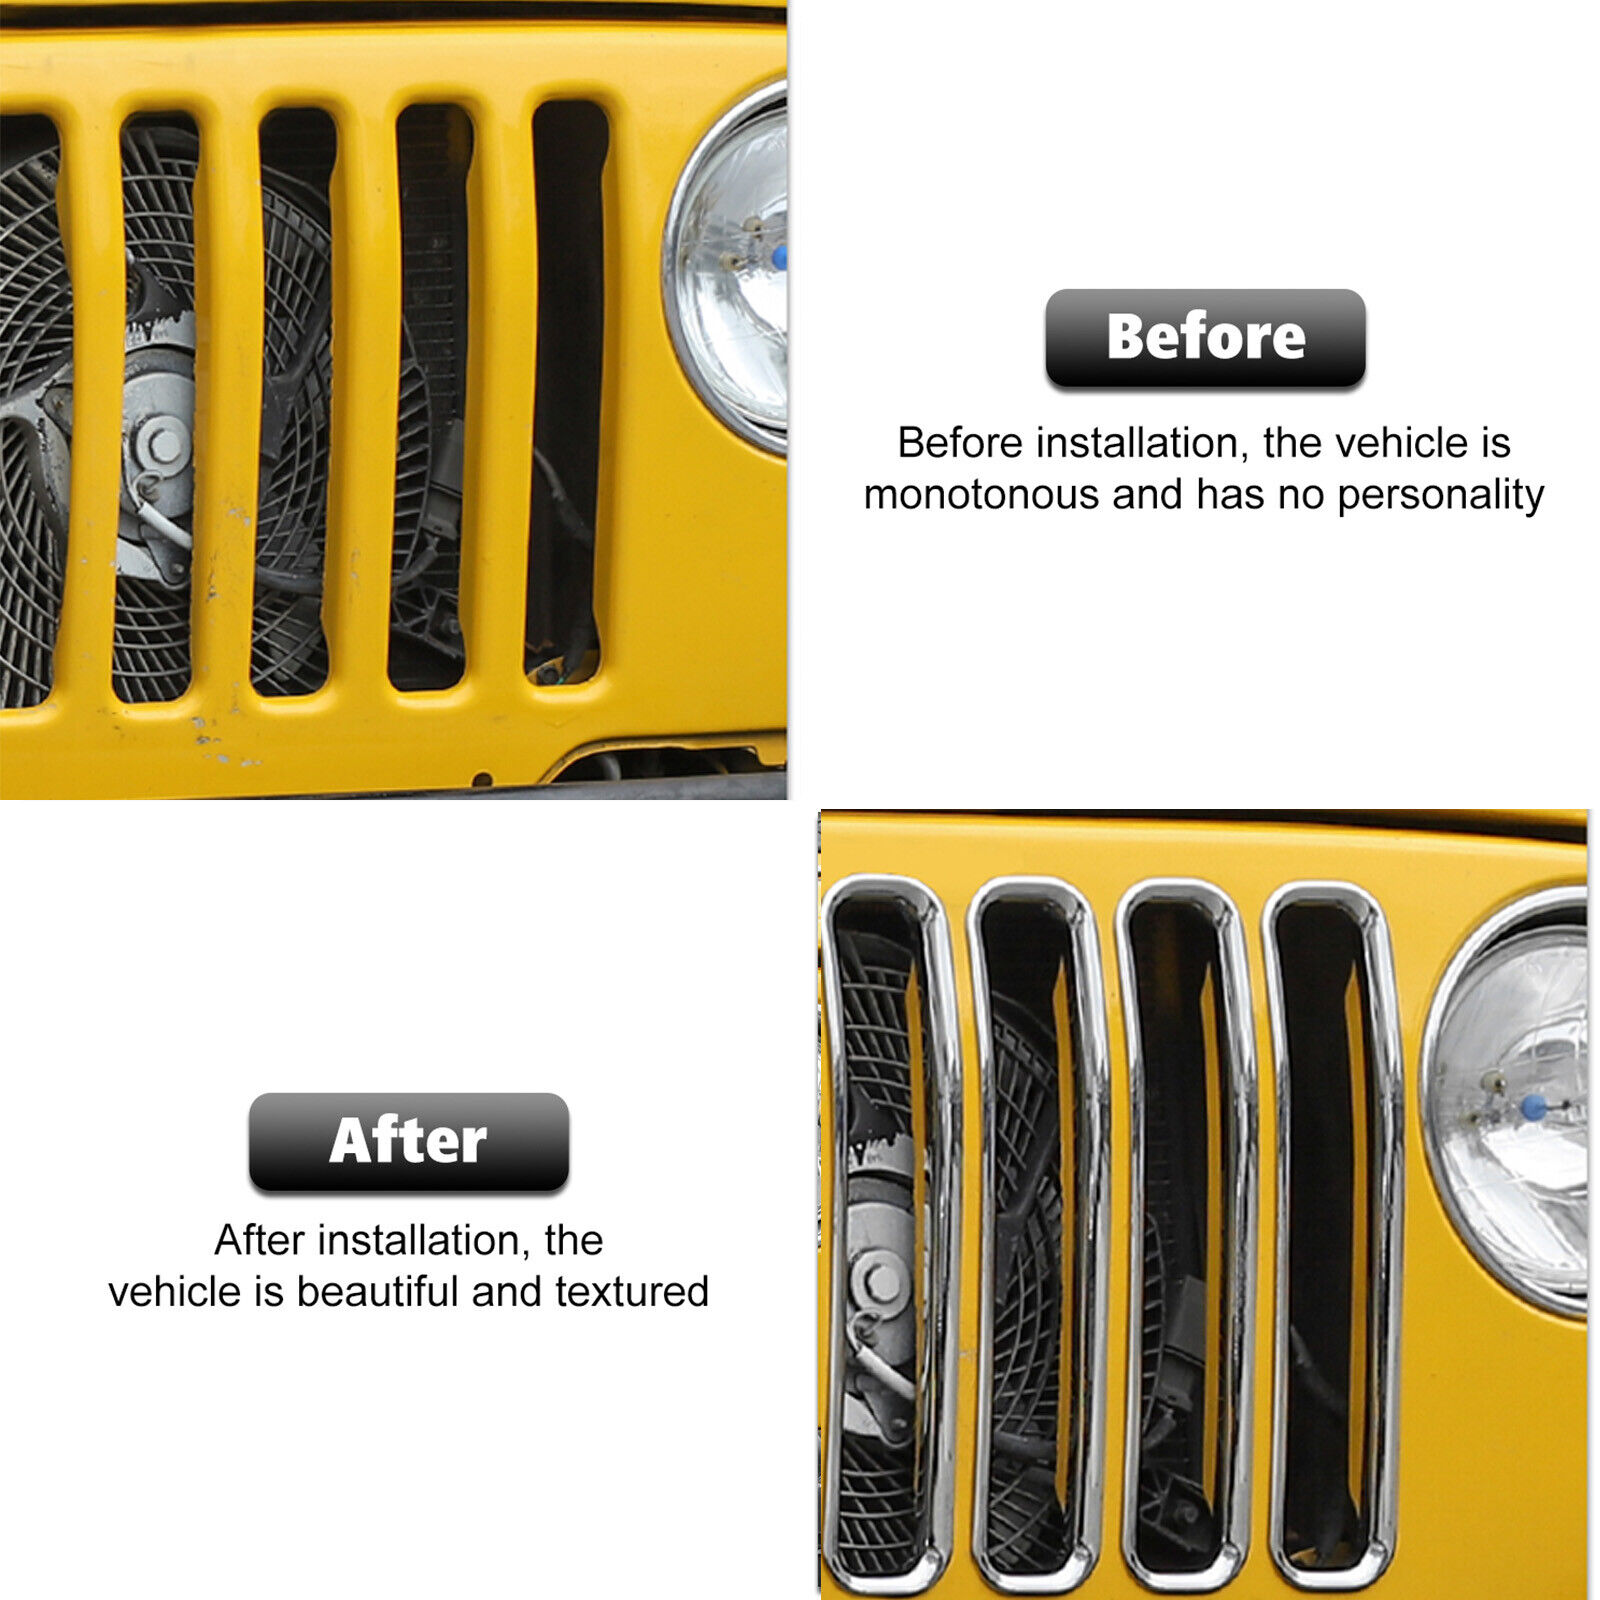 Before
Before installation, the vehicle is
monotonous and has no personality
After
After installation, the
vehicle is beautiful and textured